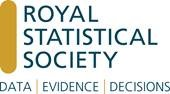 ROYAL
STATISTICAL
SOCIETY
DATA | EVIDENCE | DECISIONS